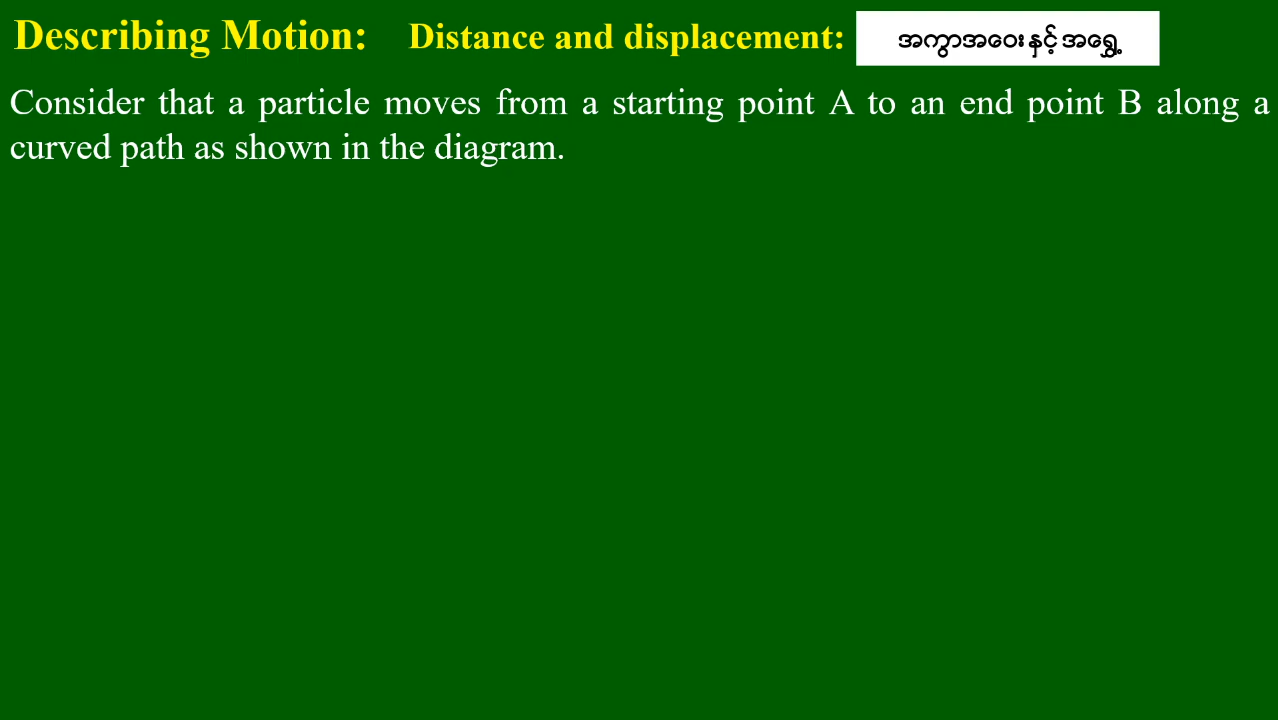 Describing Motion: Distance and displacement: အကွာအဝေး နှင့် အရွှေ့
Consider that a particle moves from a starting point A to an end point B along a
curved path as shown in the diagram.